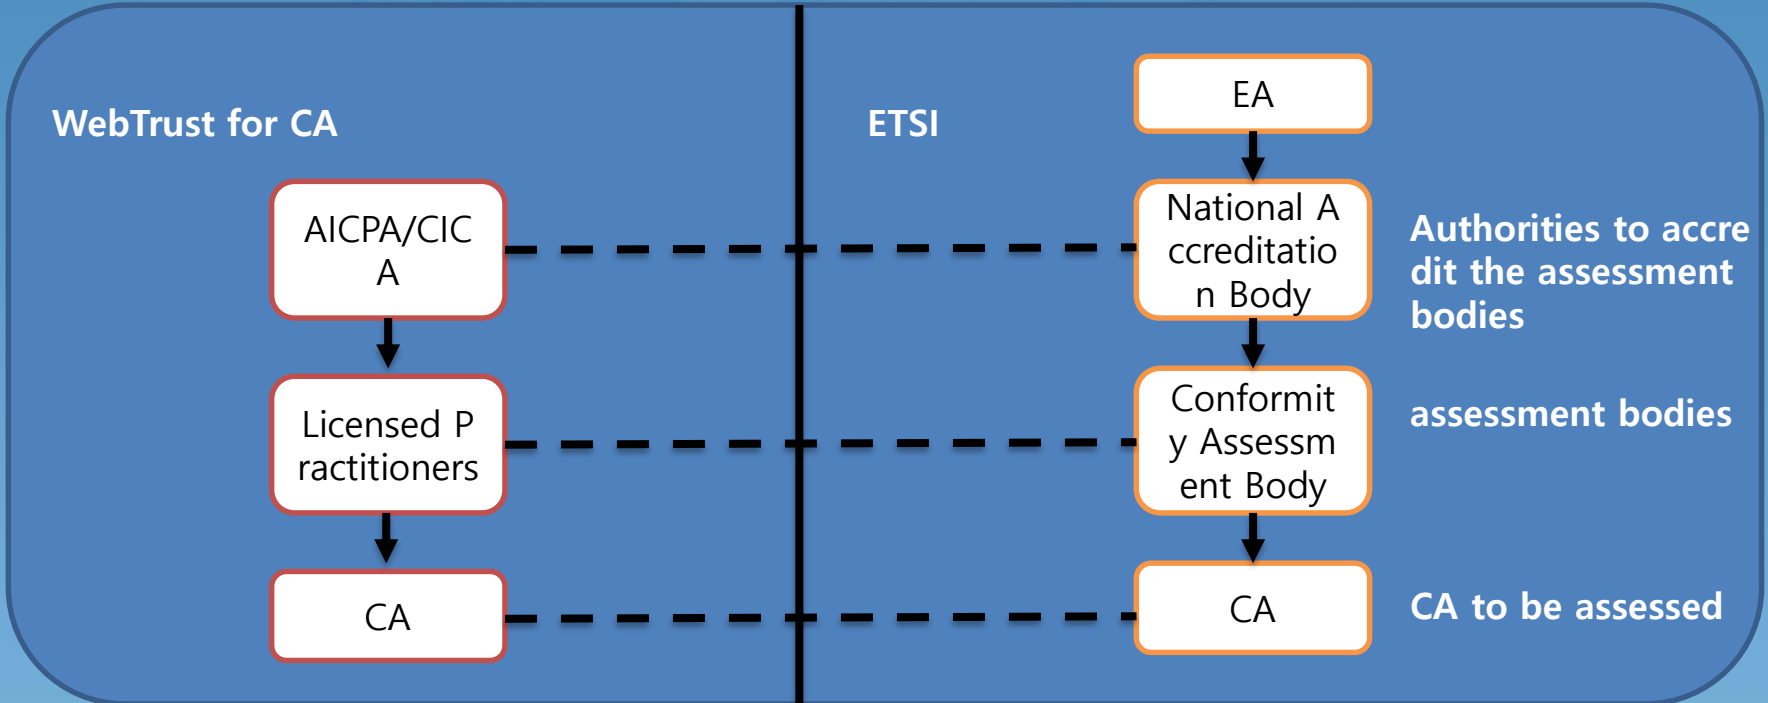 WebTrust for CA
AICPA/CIC
A
Licensed P
ractitioners
CA
ETSI
EA
National A
ccreditatio
n Body
Conformit
y Assessm
ent Body
CA
Authorities to accre
dit the assessment
bodies
assessment bodies
CA to be assessed